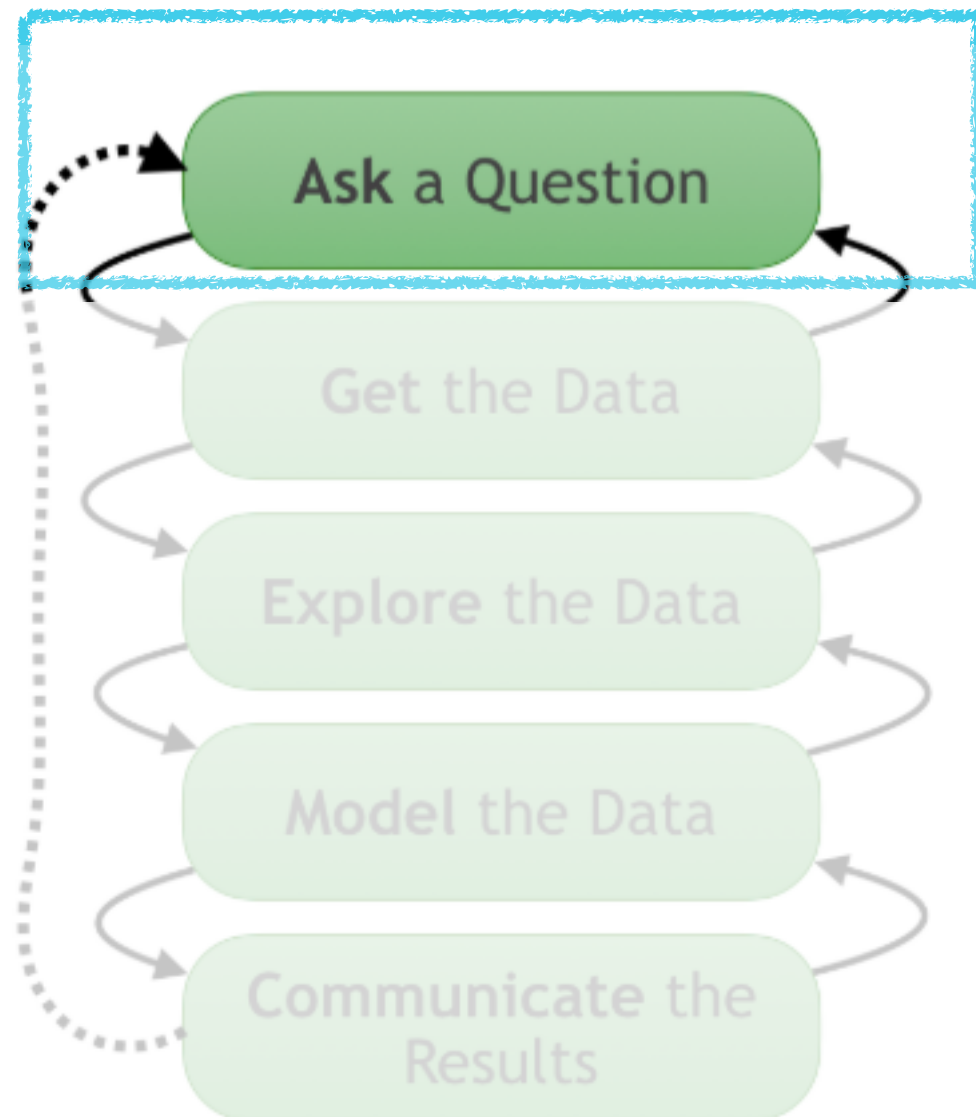 Ask a Question
Get the Data
Explore the Data
Model the Data
Communicate the
Results